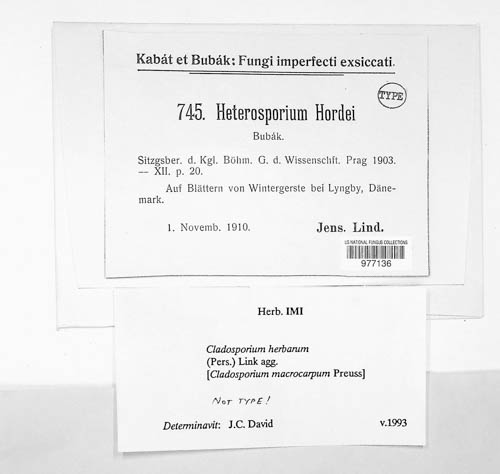 Kabát et Bubák: Fungi imperfecti exsiccati.
TYPE
745. Heterosporium Hordei
Bubák.
Sitzgsber. d. Kgl. Böhm. G. d. Wissenschft. Prag 1903.
— XII. p. 20.
Auf Blättern von Wintergerste bei Lyngby, Däne-
mark.
1. Novemb. 1910.
Jens. Lind.
US NATIONAL FUNGUS COLLECTIONS
977136
Herb. IMI
Cladosporium herbarum
(Pers.) Link agg.
[Cladosporium macrocarpum Preuss]
NOT TYPE!
Determinavit: J.C. David
v.1993